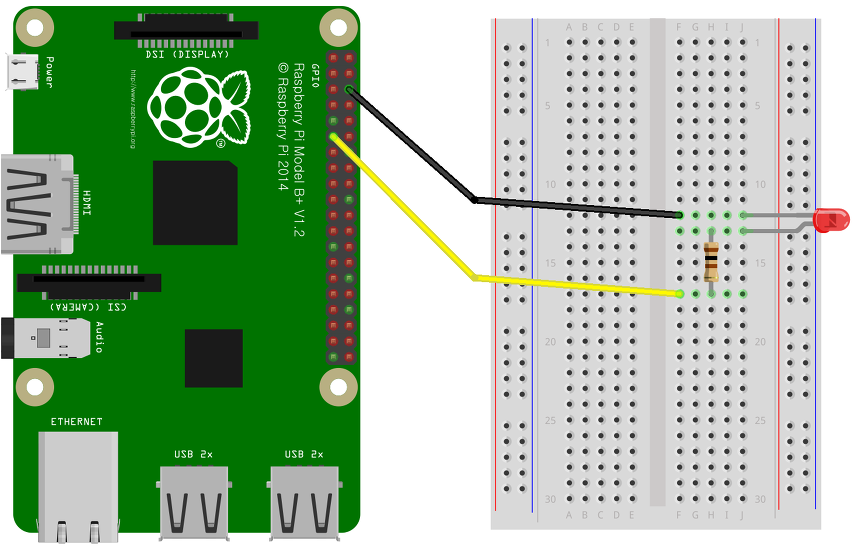 DSI (DISPLAY)
Power
http://www.raspberrypi.org
GPIO
Raspberry Pi Model B+ V1.2
© Raspberry Pi 2014
HDMI
CSI (CAMERA)
Audio
ETHERNET
USB 2x
USB 2x
A B C D E F G H I J
1 1
5 5
10 10
15 15
20 20
25 25
30 30
A B C D E F G H I J